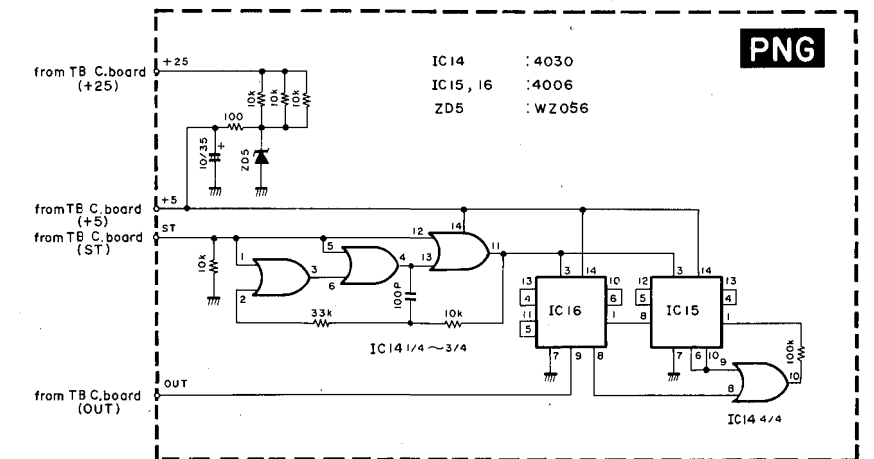 PNG
from TB C.board
(+25)
+25
IC14 :4030
IC15, 16 :4006
ZD5 :WZ056
10k
10k
10k
100
10/35
+
ZD5
from TB C.board
(+5)
+5
from TB C.board
(ST)
ST
10k
1
2
3
5
6
4
12
13
14
11
100P
33k
10k
IC14 1/4～3/4
3
14
13
4
11
5
10
6
1
IC16
7
9
8
3
14
12
5
8
13
4
1
IC15
7
6
10
9
8
10
100k
IC14 4/4
from TB C.board
(OUT)
OUT